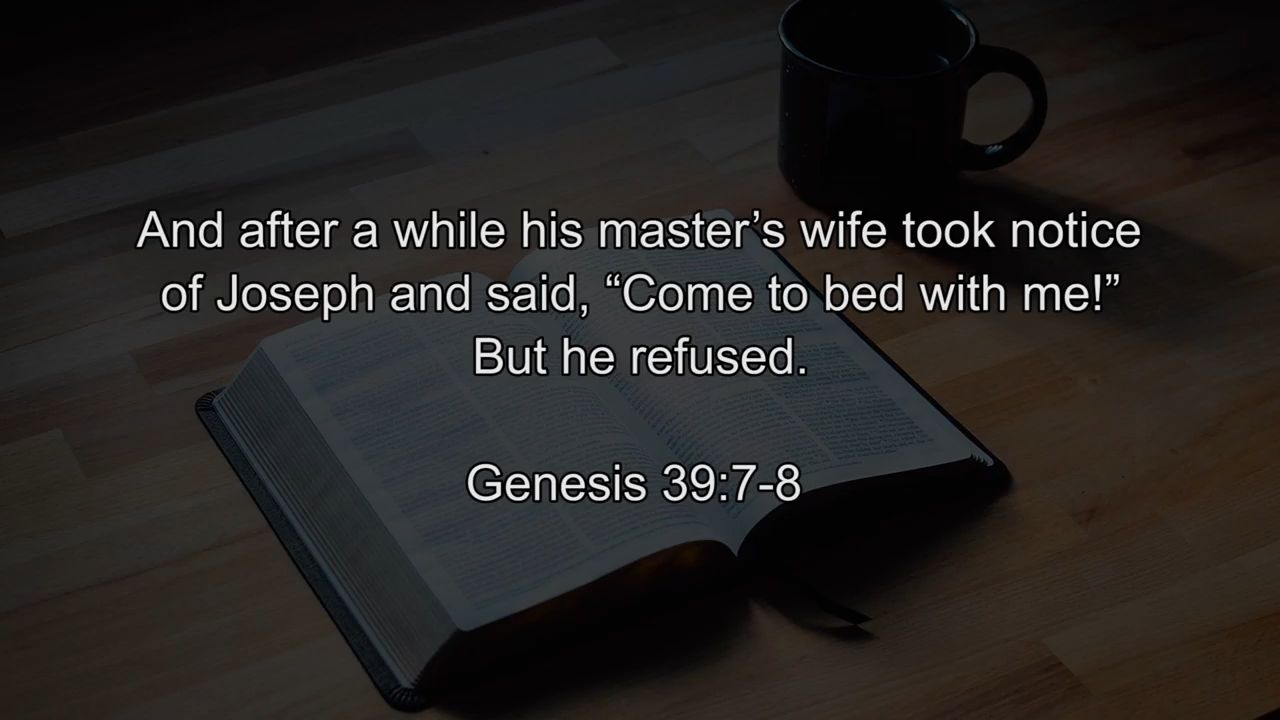 And after a while his master’s wife took notice
of Joseph and said, “Come to bed with me!”
But he refused.
Genesis 39:7-8